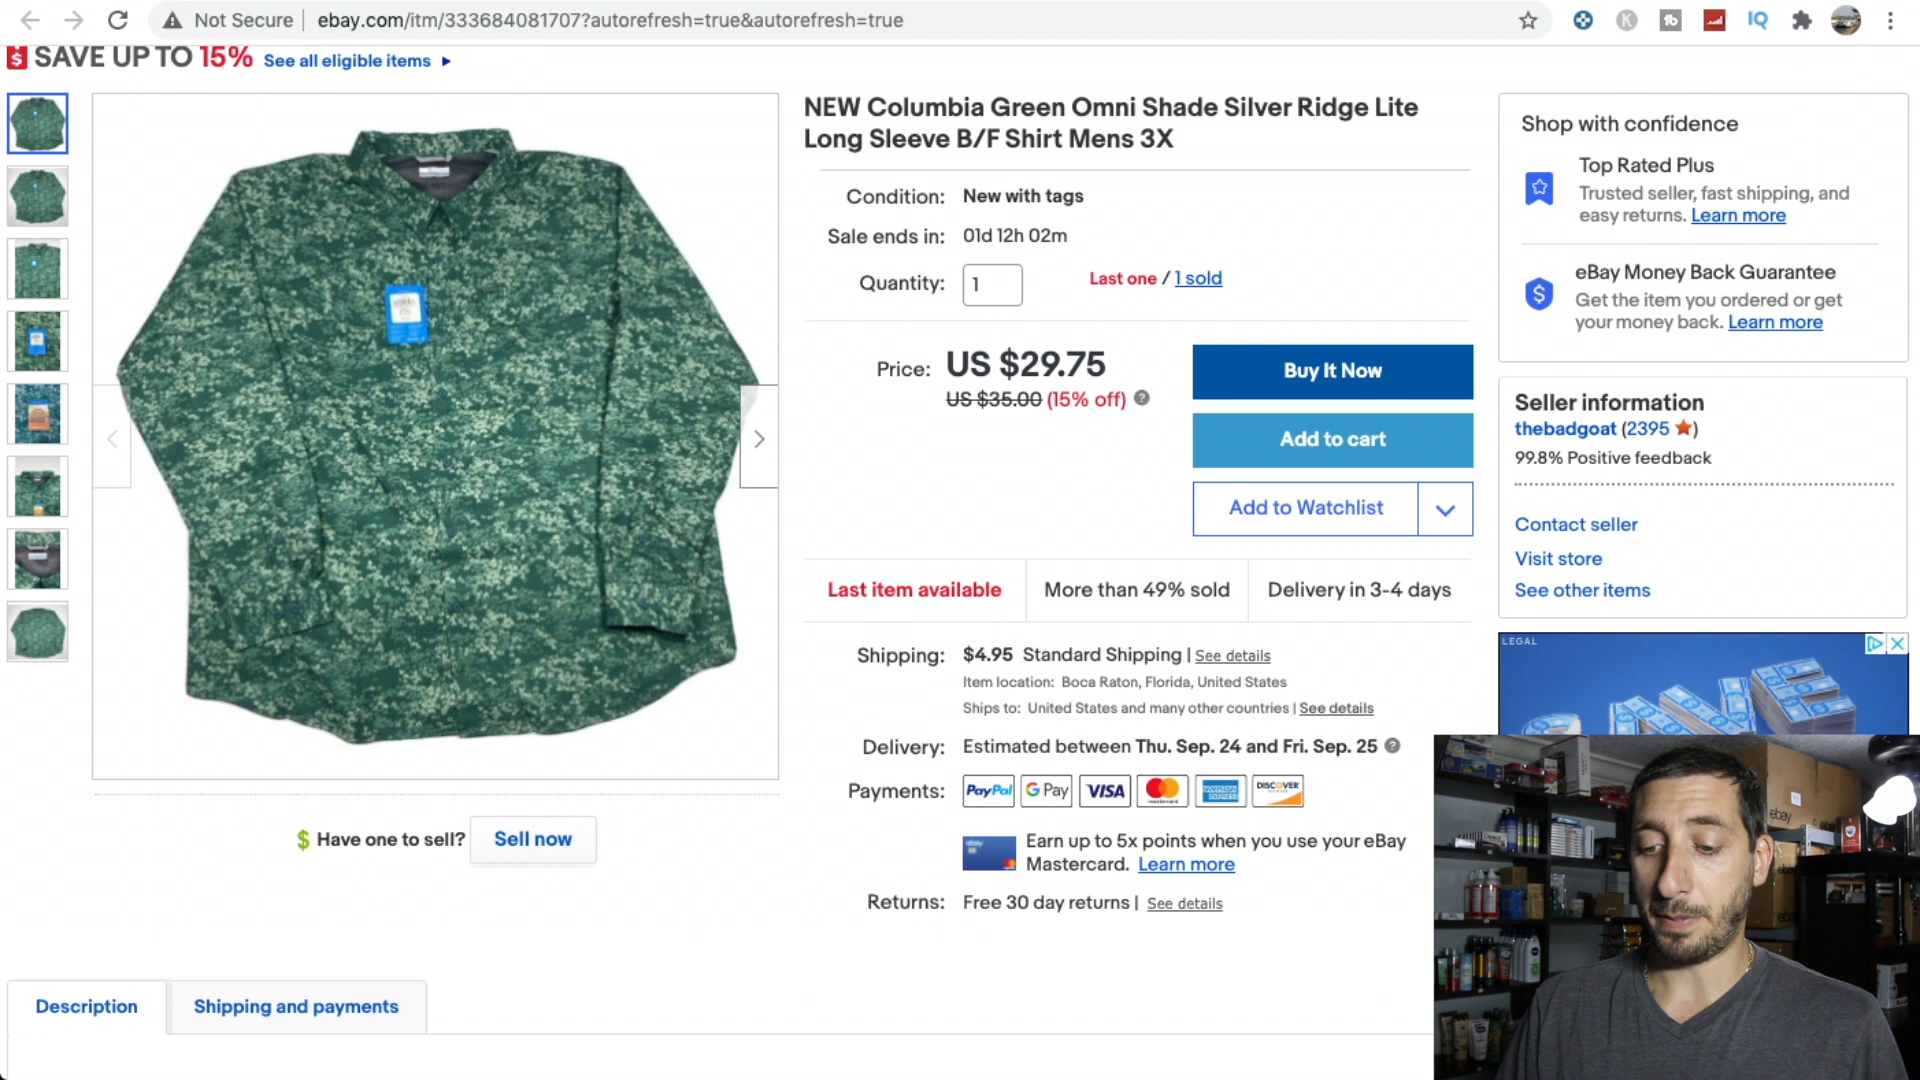 Not Secure
ebay.com/itm/333684081707?autorefresh=true&autorefresh=true
SAVE UP TO 15% See all eligible items
NEW Columbia Green Omni Shade Silver Ridge Lite
Long Sleeve B/F Shirt Mens 3X
Condition: New with tags
Sale ends in: 01d 12h 02m
Quantity: 1 Last one / 1 sold
Price: US $29.75
US $35.00 (15% off)
Buy It Now
Add to cart
Add to Watchlist
Last item available
More than 49% sold
Delivery in 3-4 days
Shipping: $4.95 Standard Shipping | See details
Item location: Boca Raton, Florida, United States
Ships to: United States and many other countries | See details
Delivery: Estimated between Thu. Sep. 24 and Fri. Sep. 25
Payments: PayPal G Pay VISA mastercard AMERICAN EXPRESS DISCOVER
Earn up to 5x points when you use your eBay
Mastercard. Learn more
Returns: Free 30 day returns | See details
Have one to sell? Sell now
Description
Shipping and payments
Shop with confidence
Top Rated Plus
Trusted seller, fast shipping, and
easy returns. Learn more
eBay Money Back Guarantee
Get the item you ordered or get
your money back. Learn more
Seller information
thebadgoat (2395)
99.8% Positive feedback
Contact seller
Visit store
See other items
LEGAL
ebay